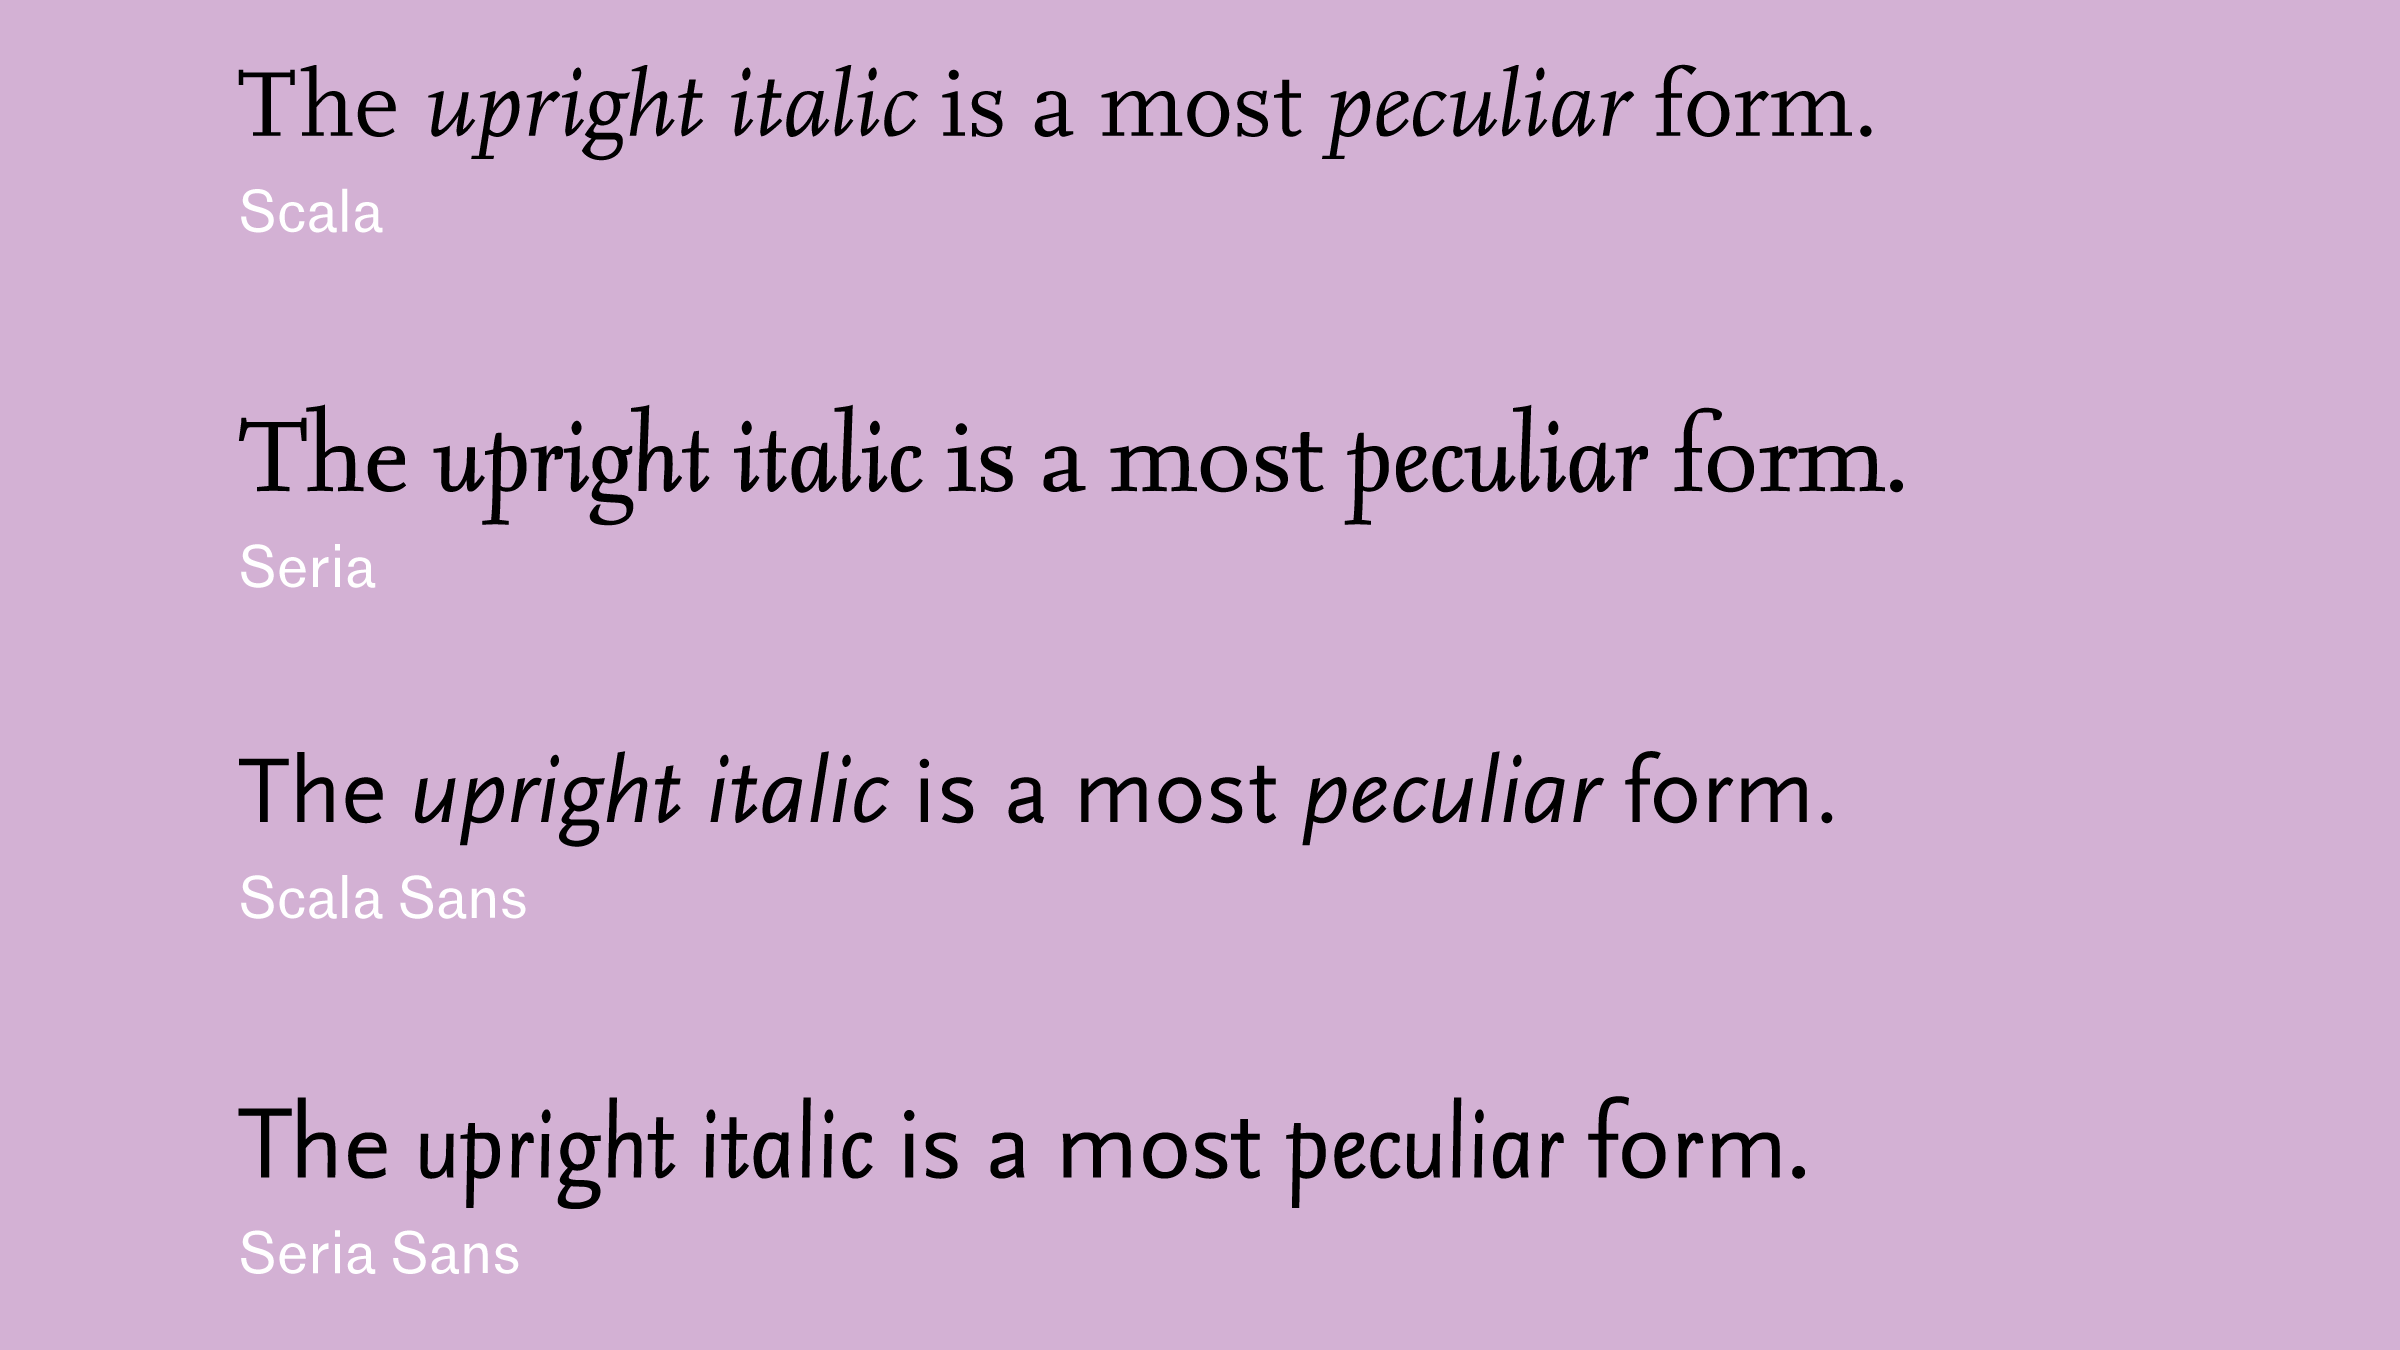 The upright italic is a most peculiar form.
Scala
The upright italic is a most peculiar form.
Seria
The upright italic is a most peculiar form.
Scala Sans
The upright italic is a most peculiar form.
Seria Sans